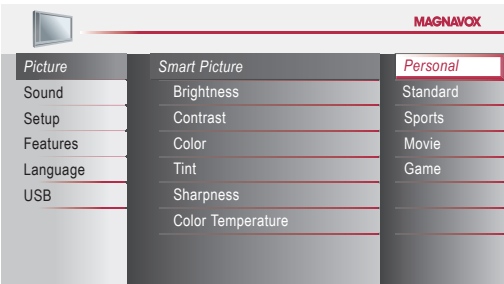 MAGNAVOX
Picture
Sound
Setup
Features
Language
USB
Smart Picture
Brightness
Contrast
Color
Tint
Sharpness
Color Temperature
Personal
Standard
Sports
Movie
Game